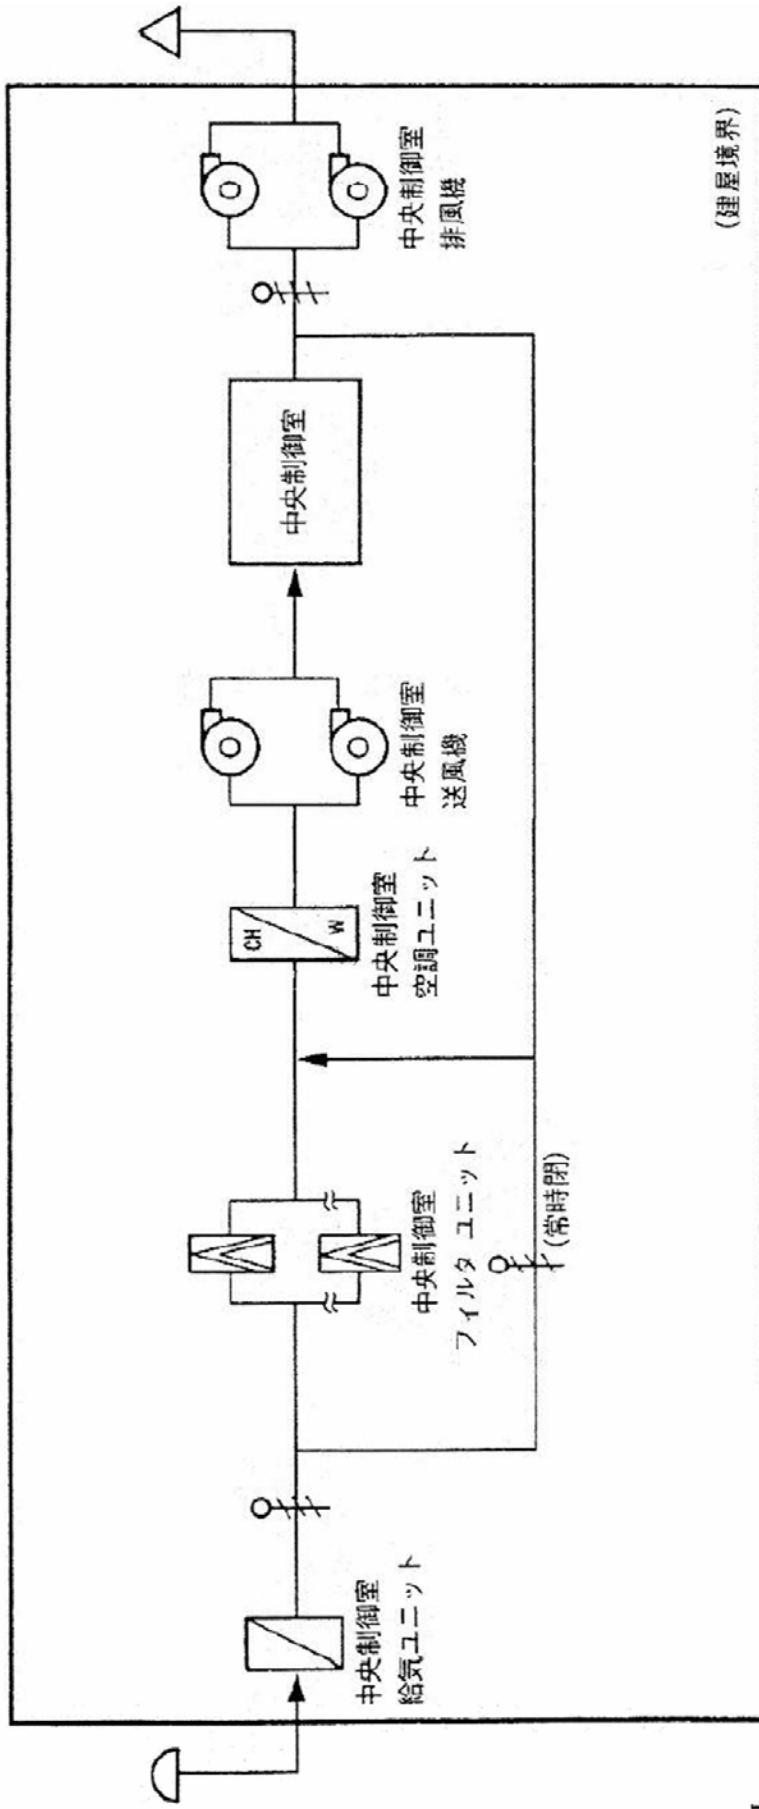 中央制御室
給気ユニット
中央制御室
フィルタ ユニット
(常時閉)
中央制御室
空調ユニット
CH
W
中央制御室
送風機
中央制御室
中央制御室
排風機
(建屋境界)